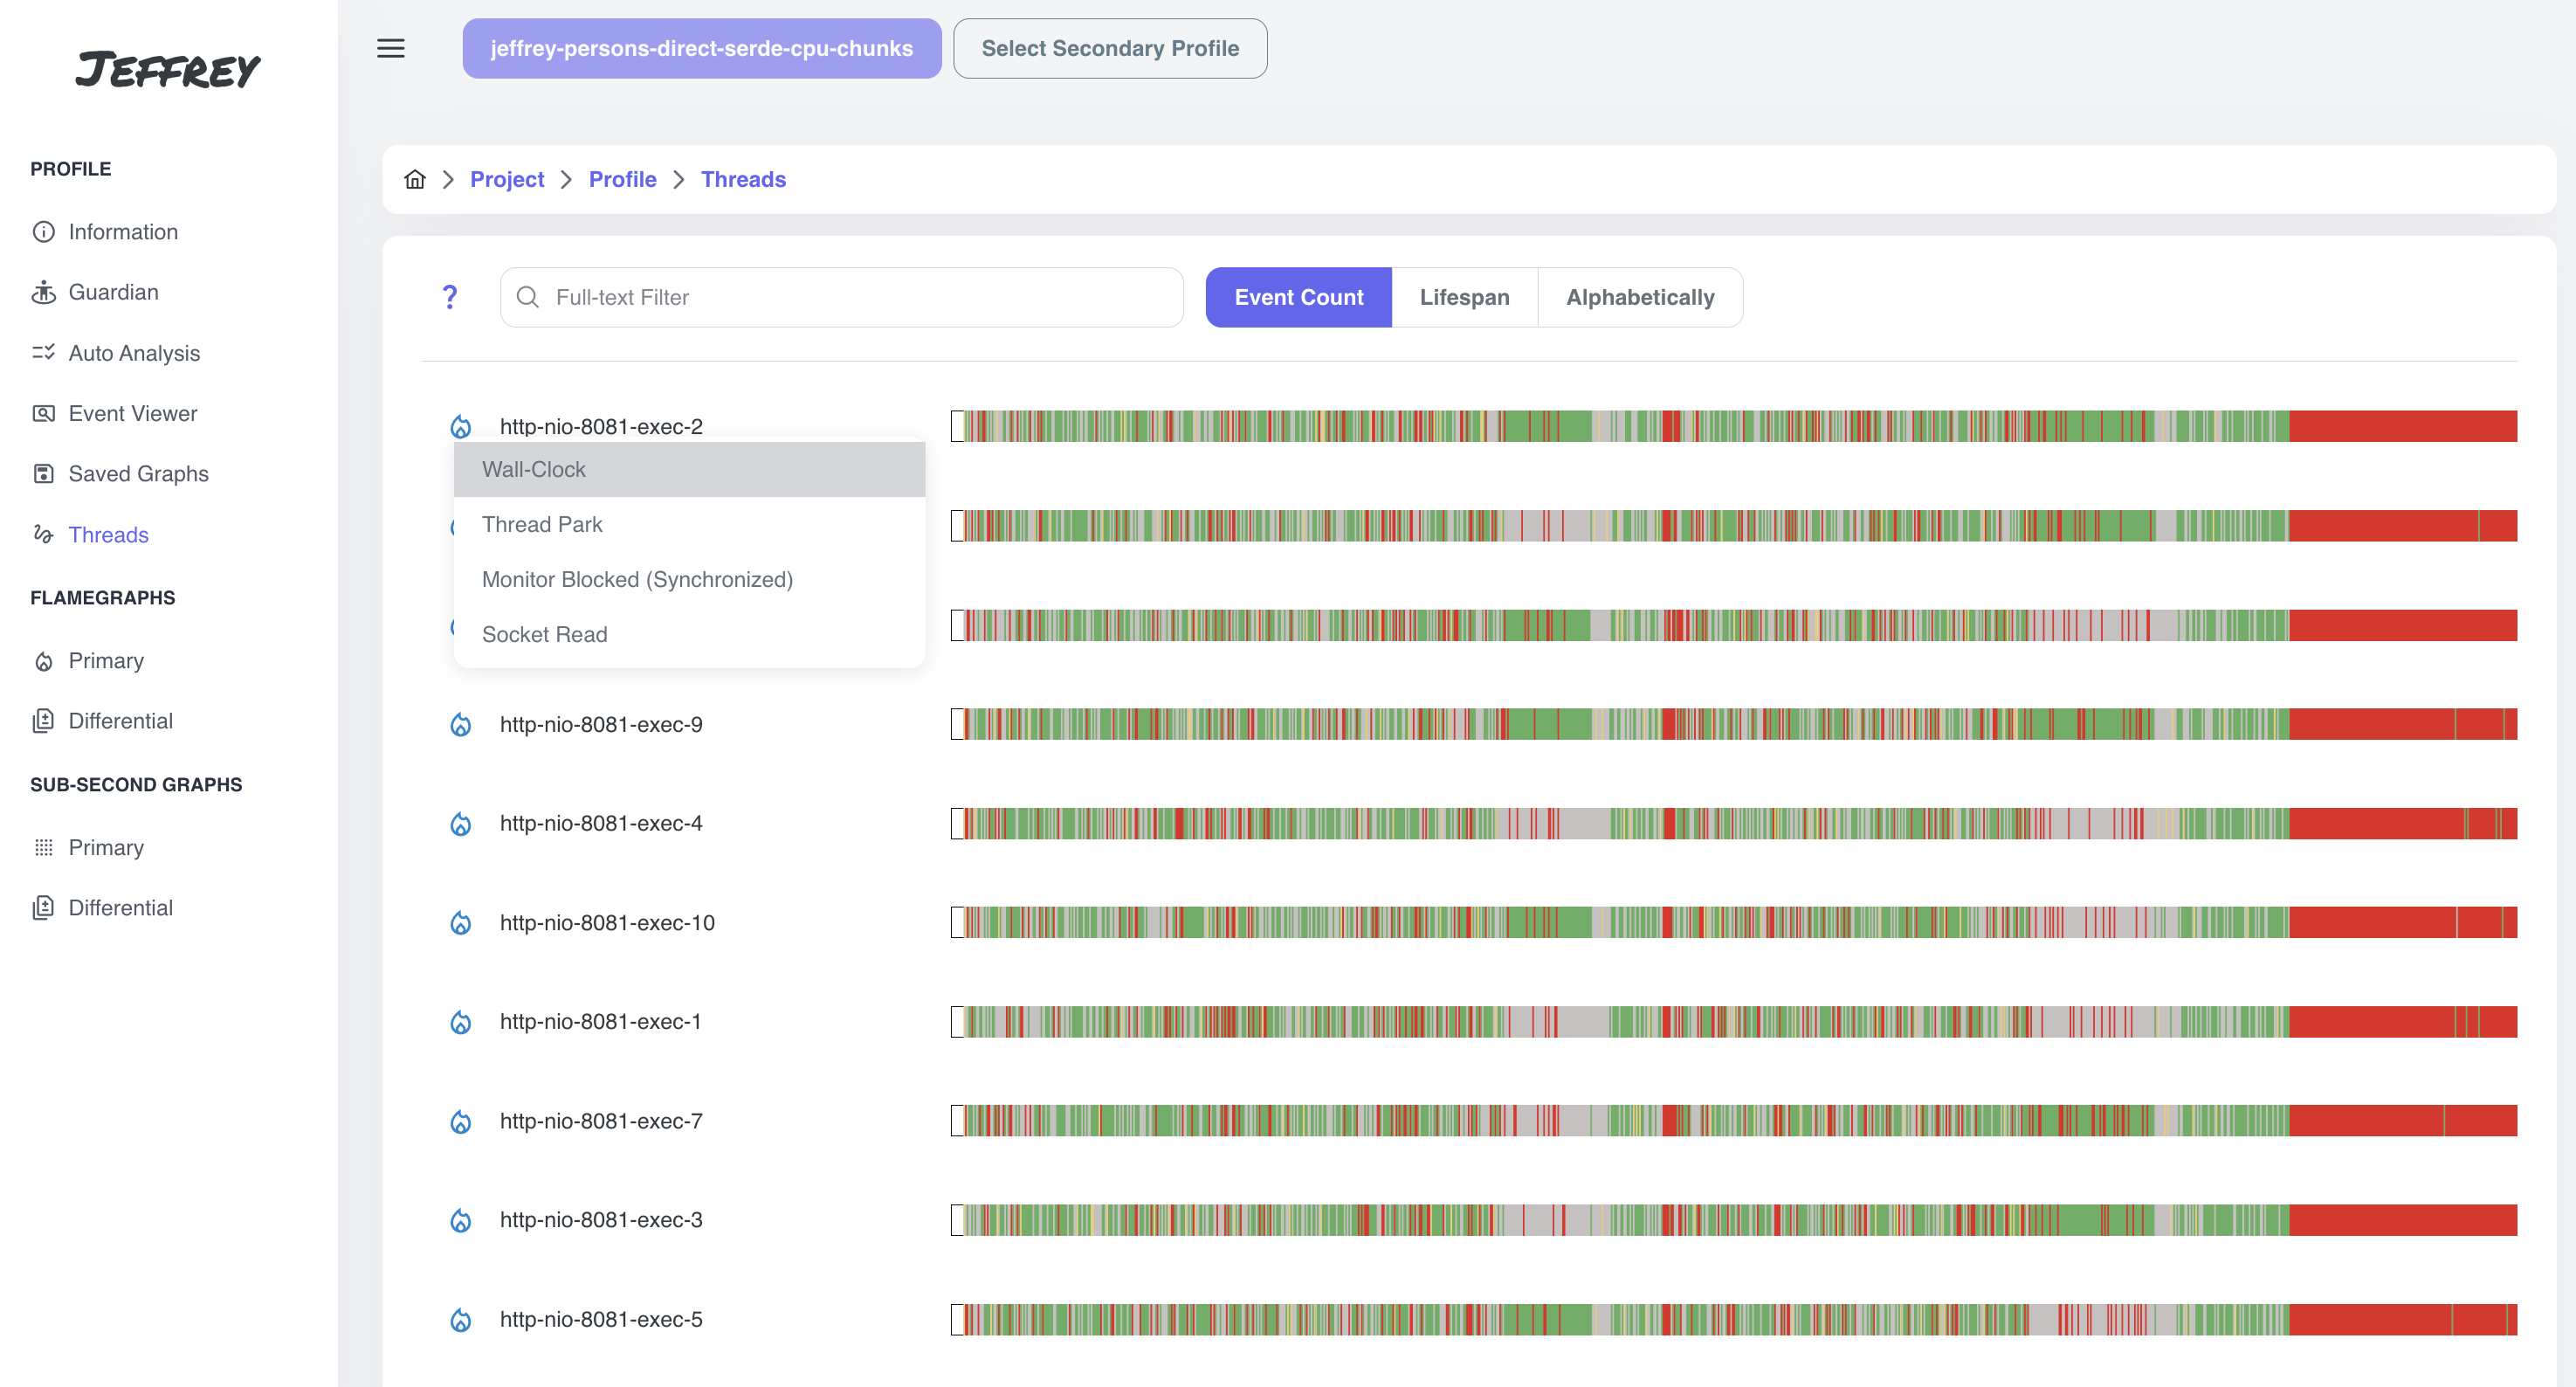 JEFFREY
jeffrey-persons-direct-serde-cpu-chunks
Select Secondary Profile
PROFILE
Information
Guardian
Auto Analysis
Event Viewer
Saved Graphs
Threads
FLAMEGRAPHS
Primary
Differential
SUB-SECOND GRAPHS
Primary
Differential
Project > Profile > Threads
?
Full-text Filter
Event Count
Lifespan
Alphabetically
http-nio-8081-exec-2
Wall-Clock
Thread Park
Monitor Blocked (Synchronized)
Socket Read
http-nio-8081-exec-9
http-nio-8081-exec-4
http-nio-8081-exec-10
http-nio-8081-exec-1
http-nio-8081-exec-7
http-nio-8081-exec-3
http-nio-8081-exec-5